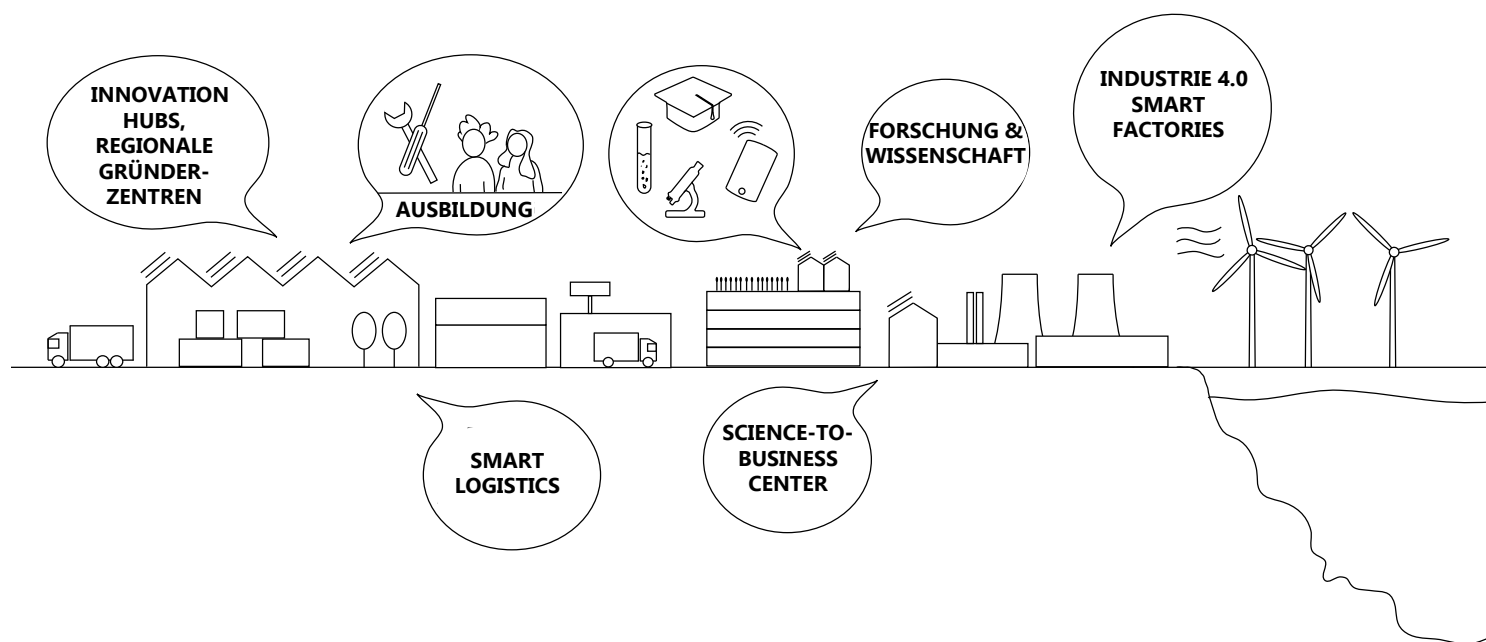 INNOVATION
HUBS,
REGIONALE
GRÜNDER-
ZENTREN
AUSBILDUNG
FORSCHUNG &
WISSENSCHAFT
INDUSTRIE 4.0
SMART
FACTORIES
SMART
LOGISTICS
SCIENCE-TO-
BUSINESS
CENTER